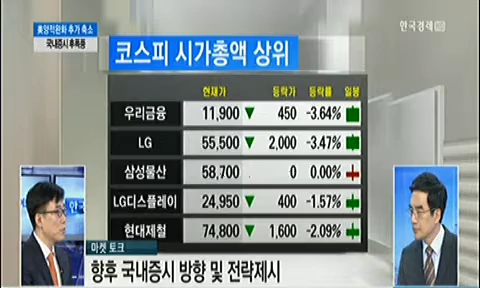 美양적완화 추가 축소
국내증시 후폭풍
한국경제
코스피 시가총액 상위
현재가 등락가 등락률 일봉
우리금융 11,900 ▼ 450 -3.64%
LG 55,500 ▼ 2,000 -3.47%
삼성물산 58,700 0 0.00%
LG디스플레이 24,950 ▼ 400 -1.57%
현대제철 74,800 ▼ 1,600 -2.09%
마켓 토크
향후 국내증시 방향 및 전략제시